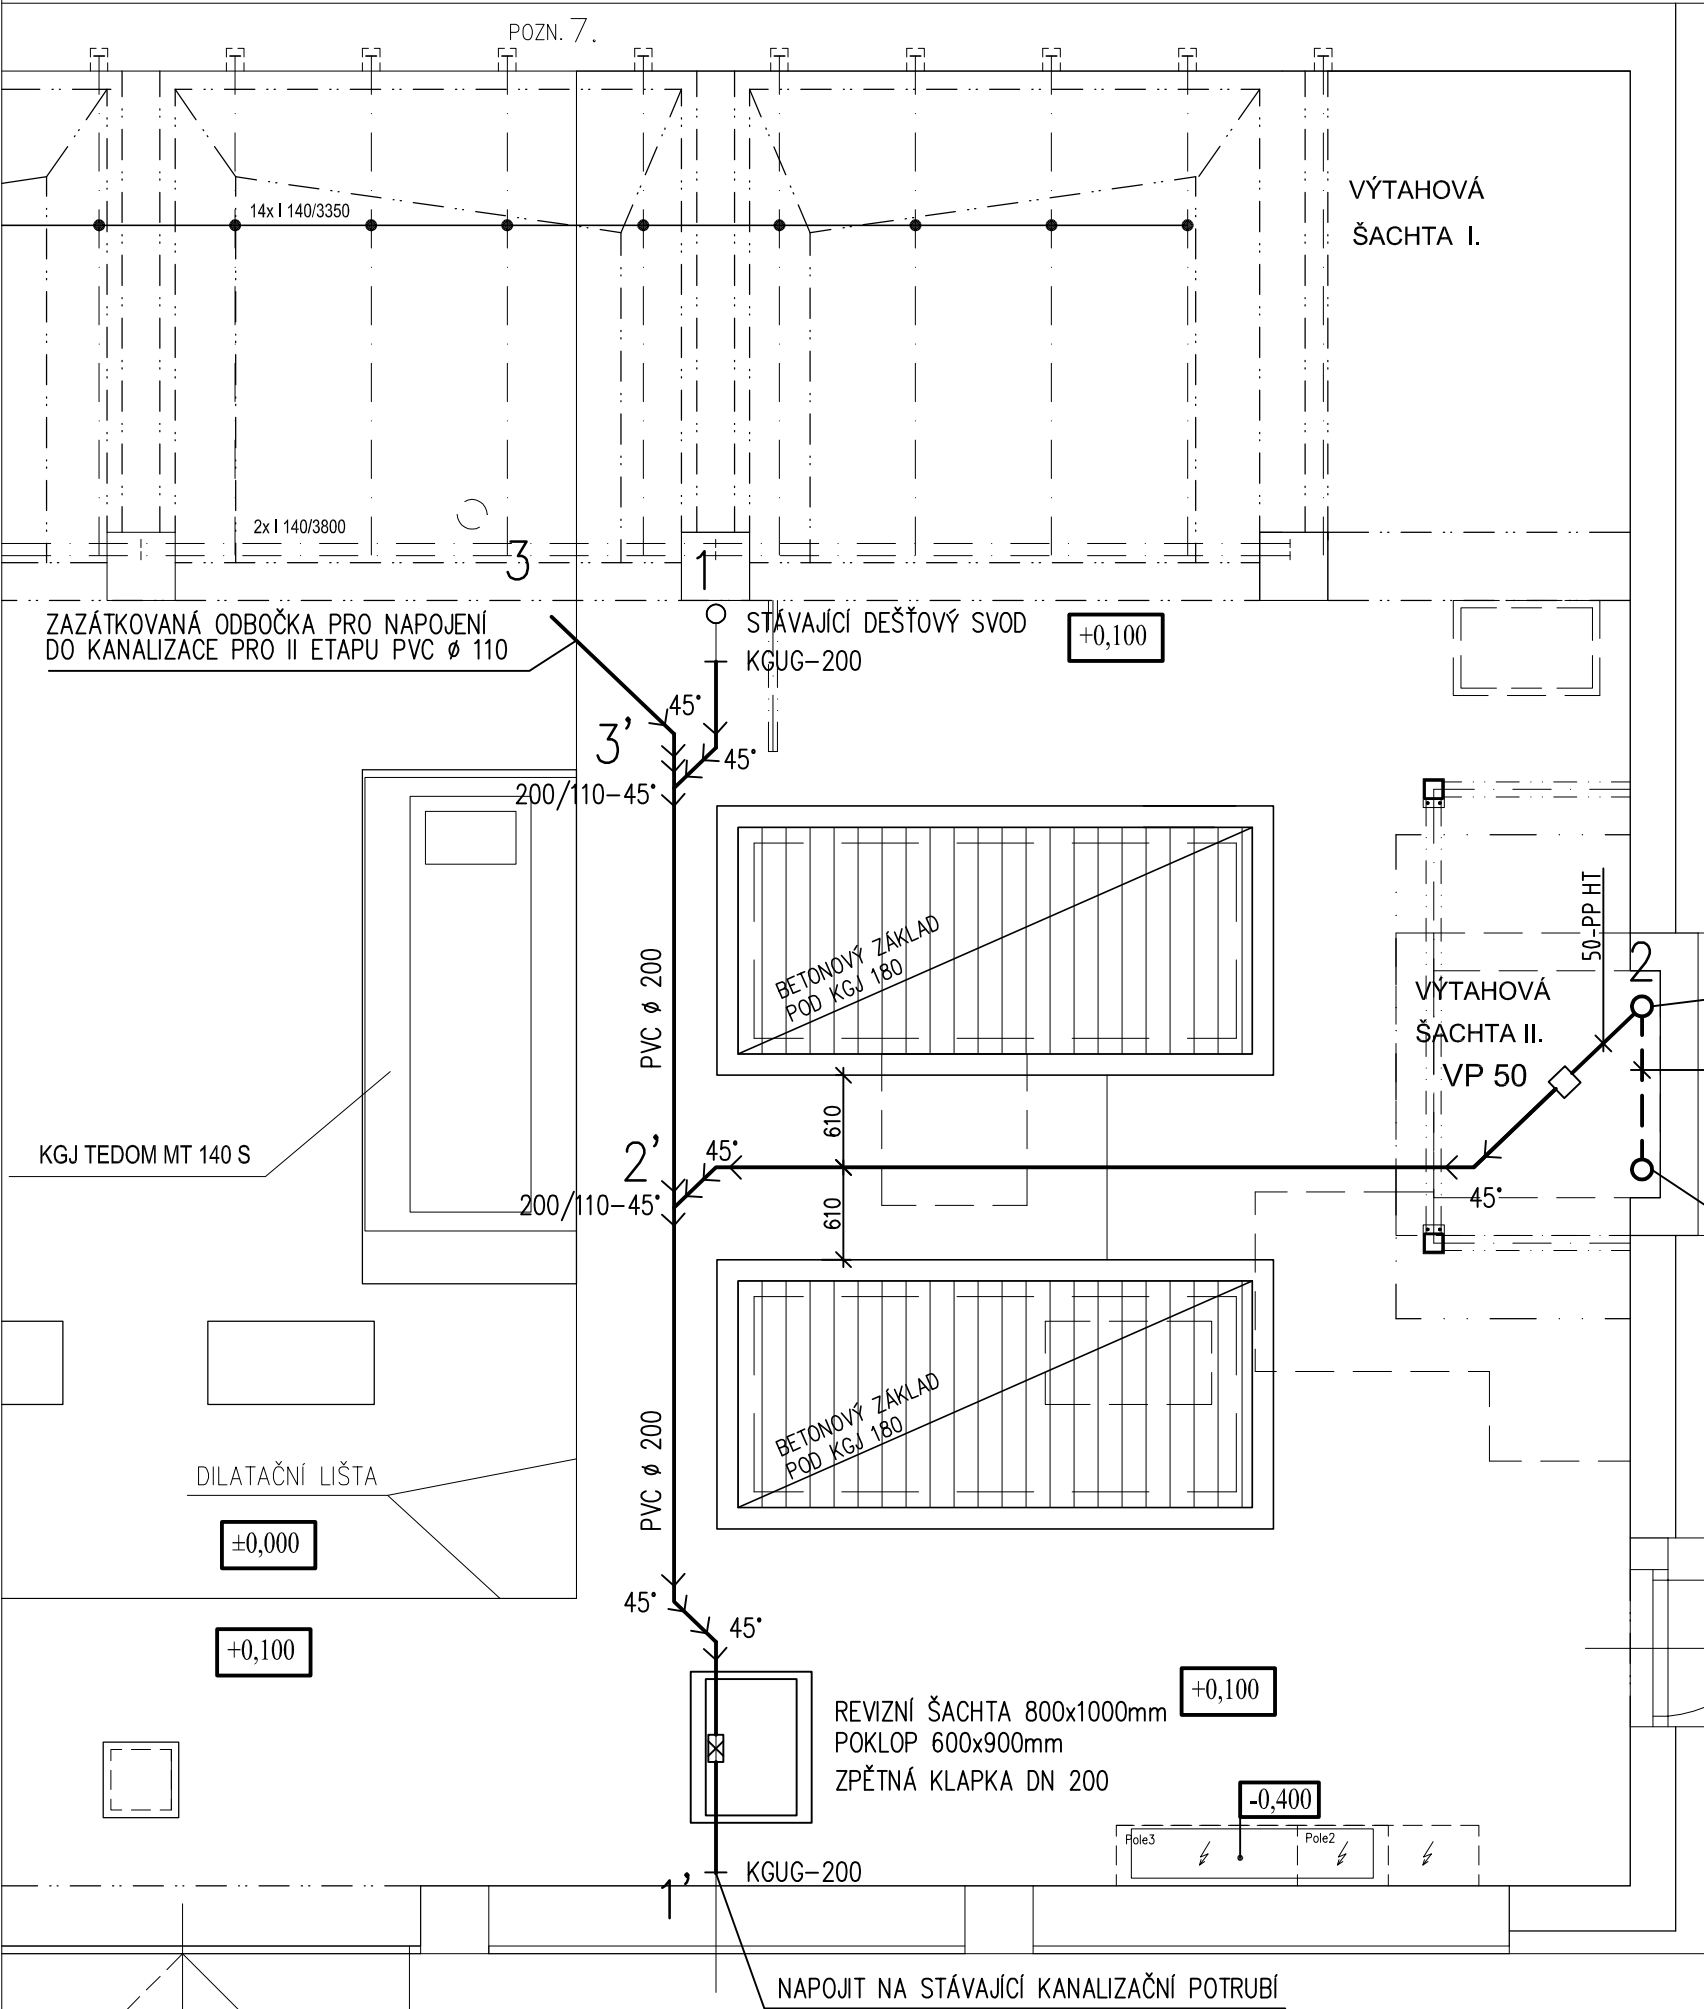 POZN. 7.
14x I 140/3350
VÝTAHOVÁ
ŠACHTA I.
2x I 140/3800
3
1
ZAZÁTKOVANÁ ODBOČKA PRO NAPOJENÍ
DO KANALIZACE PRO II ETAPU PVC ø 110
STÁVAJÍCÍ DEŠŤOVÝ SVOD
KGUG-200
+0,100
45°
3'
45°
200/110-45°
BETONOVÝ ZÁKLAD
POD KGJ 180
PVC ø 200
50-PP HT
2
VÝTAHOVÁ
ŠACHTA II.
VP 50
610
KGJ TEDOM MT 140 S
2'
45°
200/110-45°
610
45°
BETONOVÝ ZÁKLAD
POD KGJ 180
PVC ø 200
DILATAČNÍ LIŠTA
±0,000
45°
45°
+0,100
+0,100
REVIZNÍ ŠACHTA 800x1000mm
POKLOP 600x900mm
ZPĚTNÁ KLAPKA DN 200
-0,400
Pole3
Pole2
KGUG-200
1'
NAPOJIT NA STÁVAJÍCÍ KANALIZAČNÍ POTRUBÍ